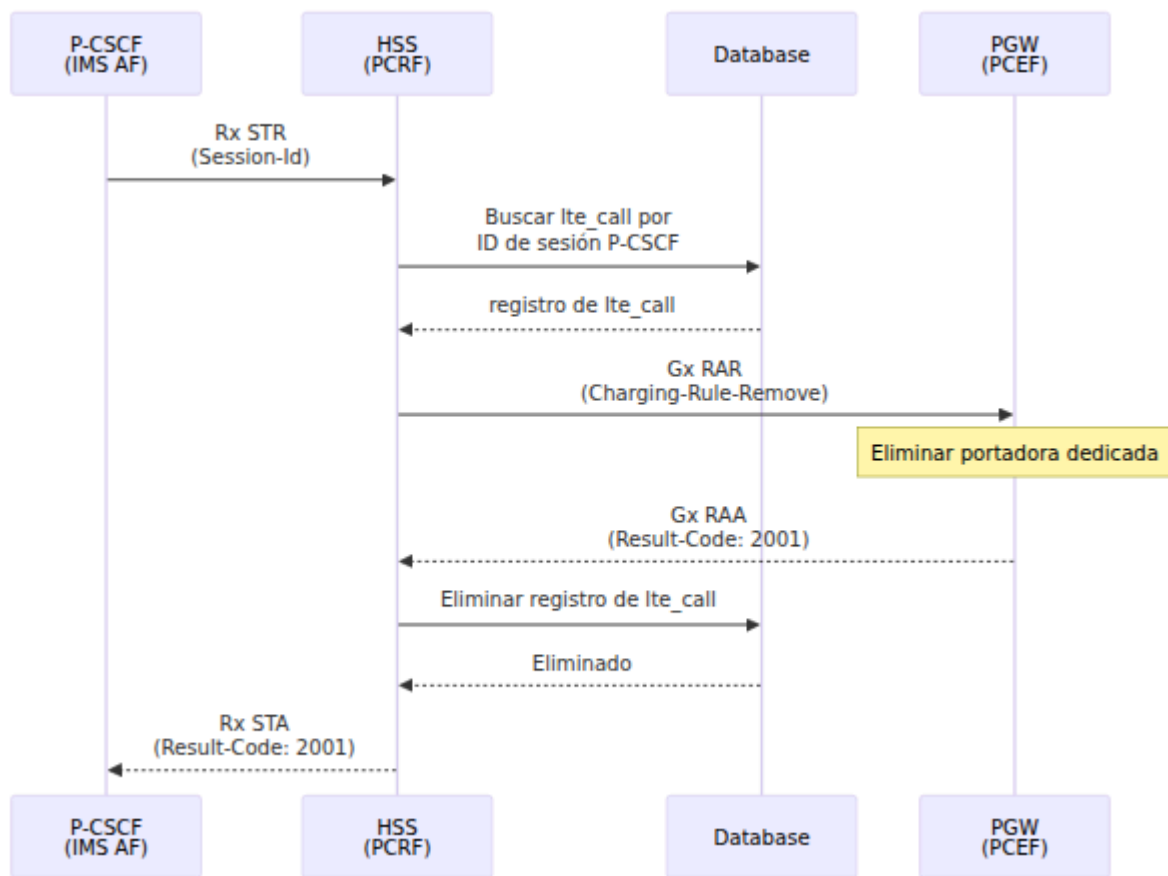 P-CSCF
(IMS AF)
HSS
(PCRF)
Database
PGW
(PCEF)
Rx STR
(Session-Id)
Buscar lte_call por
ID de sesión P-CSCF
registro de lte_call
Gx RAR
(Charging-Rule-Remove)
Eliminar portadora dedicada
Gx RAA
(Result-Code: 2001)
Eliminar registro de lte_call
Eliminado
Rx STA
(Result-Code: 2001)
P-CSCF
(IMS AF)
HSS
(PCRF)
Database
PGW
(PCEF)